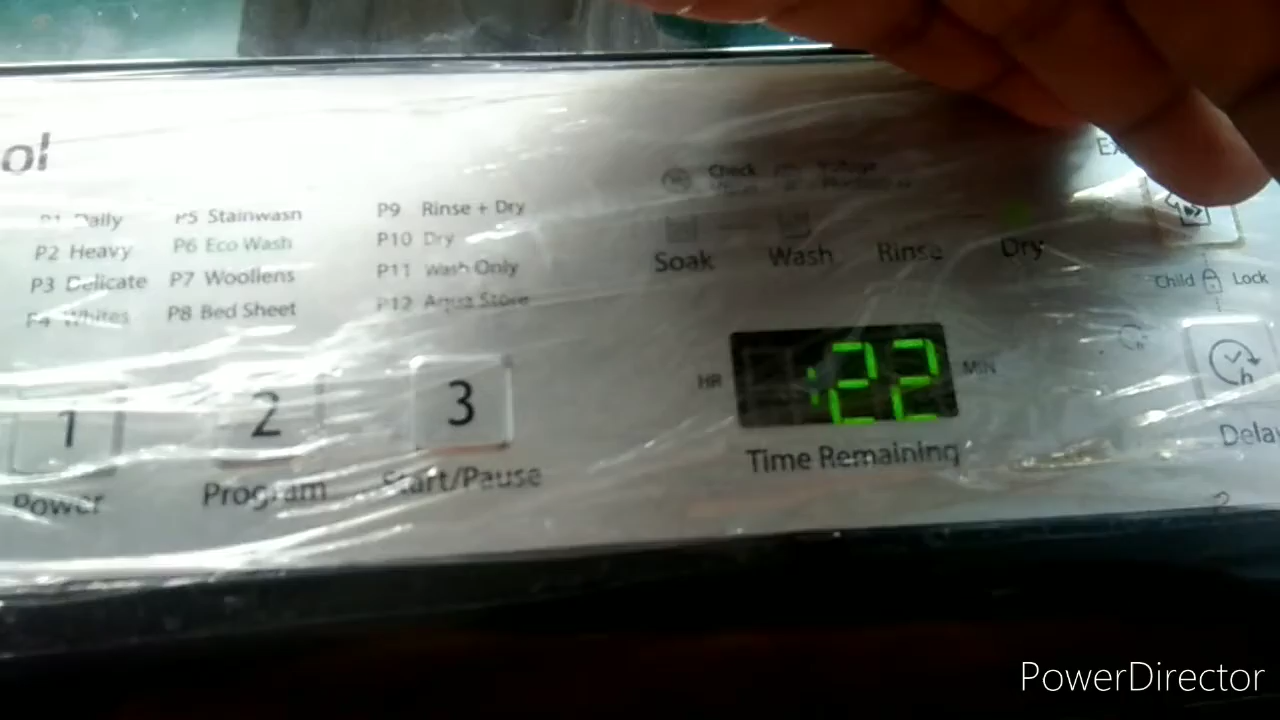 ol
P1 Daily
P2 Heavy
P3 Delicate
P4 Whites
P5 Stainwash
P6 Eco Wash
P7 Woollens
P8 Bed Sheet
P9 Rinse + Dry
P10 Dry
P11 Wash Only
P12 Aqua Store
Check
Soak
Wash
Rinse
Dry
Child Lock
HR
22
MIN
Time Remaining
h
Delay
1
Power
2
Program
3
Start/Pause
2
PowerDirector